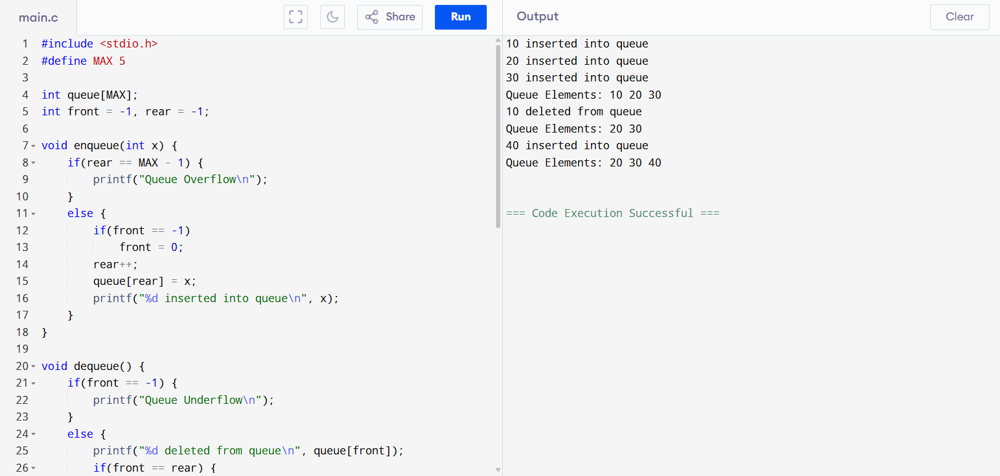 main.c
Share
Run
Output
Clear
1 #include <stdio.h>
2 #define MAX 5
3
4 int queue[MAX];
5 int front = -1, rear = -1;
6
7 void enqueue(int x) {
8     if(rear == MAX - 1) {
9         printf("Queue Overflow\n");
10     }
11     else {
12         if(front == -1)
13             front = 0;
14         rear++;
15         queue[rear] = x;
16         printf("%d inserted into queue\n", x);
17     }
18 }
19
20 void dequeue() {
21     if(front == -1) {
22         printf("Queue Underflow\n");
23     }
24     else {
25         printf("%d deleted from queue\n", queue[front]);
26         if(front == rear) {
10 inserted into queue
20 inserted into queue
30 inserted into queue
Queue Elements: 10 20 30
10 deleted from queue
Queue Elements: 20 30
40 inserted into queue
Queue Elements: 20 30 40
=== Code Execution Successful ===